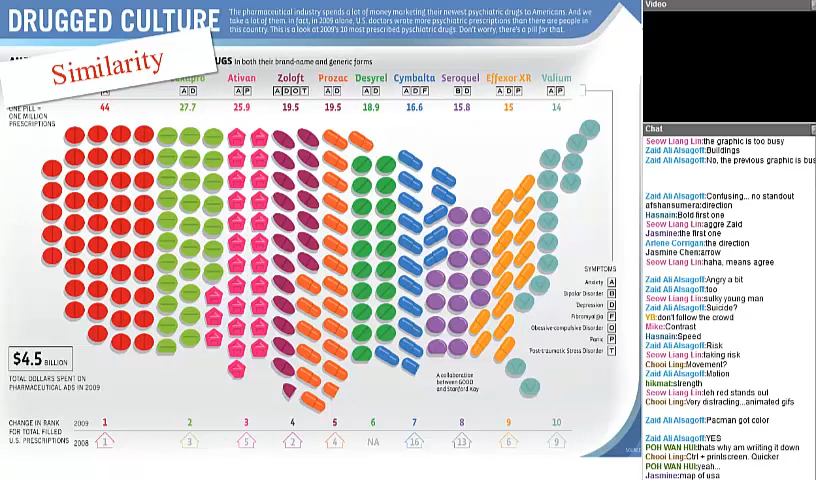 DRUGGED CULTURE
The pharmaceutical industry spends a lot of money marketing their newest psychiatric drugs to Americans. And we
take a lot of them. in fact, in 2009 alone, U.S. doctors wrote more psychiatric prescriptions than there are people in
this country. This is a look at 2009's 10 most prescribed psychiatric drugs. Don't worry, there's a pill for that.
Similarity
In both their brand-name and generic forms
Ativan Zoloft Prozac Desyrel Cymbalta Seroquel Effexor XR Valium
A AD AP ADOT AD AD ADF BD ADP AP
ONE PILL =
ONE MILLION
PRESCRIPTIONS
44 27.7 25.9 19.5 19.5 18.9 16.6 15.8 15 14
SYMPTOMS
Anxiety A
Bipolar Disorder B
Depression D
Fibromyalgia F
Obsessive-compulsive Disorder O
Panic P
Post-traumatic Stress Disorder T
$4.5 BILLION
TOTAL DOLLARS SPENT ON
PHARMACEUTICAL ADS IN 2009
A collaboration
between GOOD
and Stanford Kay
CHANGE IN RANK
FOR TOTAL FILLED
U.S. PRESCRIPTIONS
2009 1 2 3 4 5 6 7 8 9 10
2008 1 3 5 2 4 NA 16 13 6 9
Video
Chat
Seow Liang Lin:the graphic is too busy
Zaid Ali Alsagoff:Buildings
Zaid Ali Alsagoff:No, the previous graphic is bus
Zaid Ali Alsagoff:Confusing... no standout
afshansumera:direction
Hasnain:Bold first one
Seow Liang Lin:aggre Zaid
Jasmine:the first one
Arlene Corrigan:the direction
Jasmine Chen:arrow
Seow Liang Lin:haha, means agree
Zaid Ali Alsagoff:Angry a bit
Zaid Ali Alsagoff:too
Seow Liang Lin:sulky young man
Zaid Ali Alsagoff:Suicide?
YB:don't follow the crowd
Mike:Contrast
Hasnain:Speed
Zaid Ali Alsagoff:Risk
Seow Liang Lin:taking risk
Chooi Ling:Movement?
Zaid Ali Alsagoff:Motion
hikmat:strength
Seow Liang Lin:leh red stands out
Chooi Ling:Very distracting...animated gifs
Zaid Ali Alsagoff:Pacman got color
Zaid Ali Alsagoff:YES
POH WAN HUI:thats why am wriiting it down
Chooi Ling:Ctrl + printscreen. Quicker
POH WAN HUI:yeah...
Jasmine:map of usa